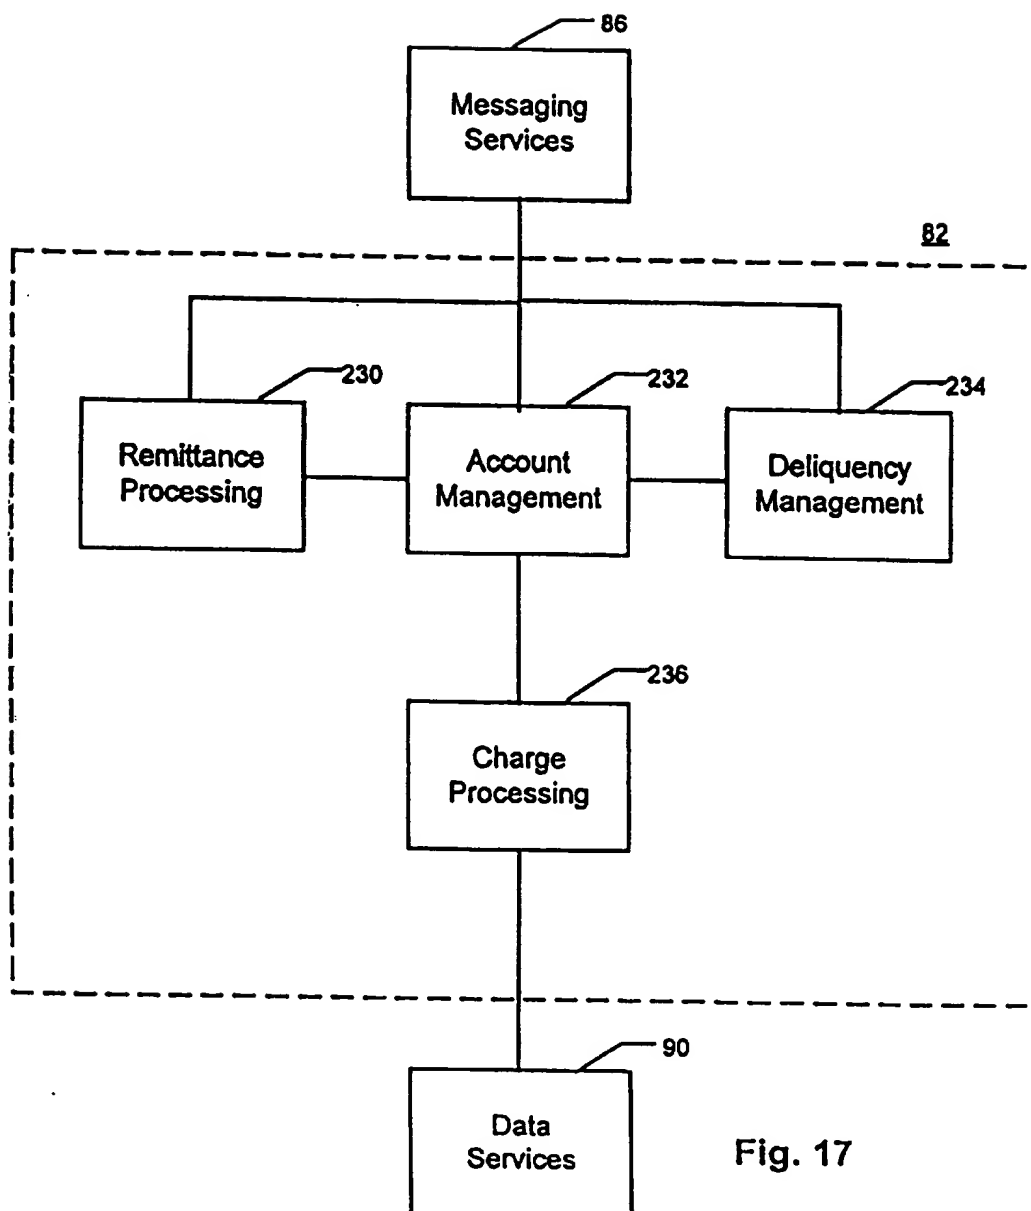 86
Messaging
Services
82
230
232
234
Remittance
Processing
Account
Management
Deliquency
Management
236
Charge
Processing
90
Data
Services
Fig. 17